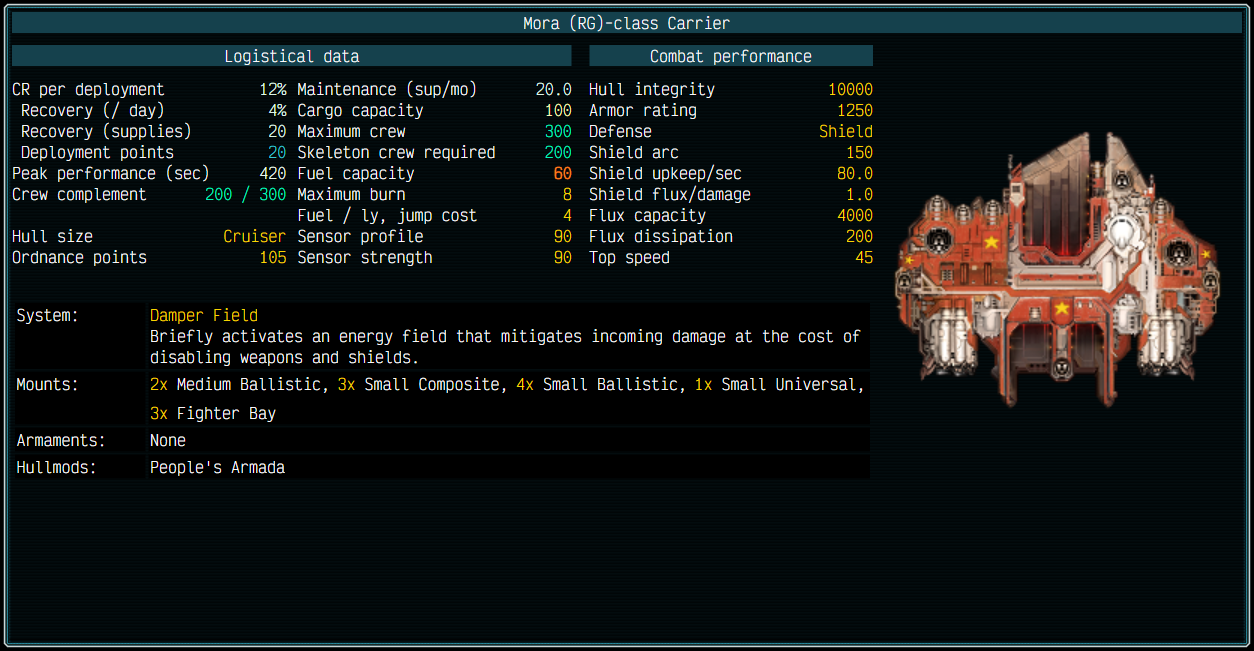 Mora (RG)-class Carrier
Logistical data
CR per deployment 12%
Recovery (/ day) 4%
Recovery (supplies) 20
Deployment points 20
Peak performance (sec) 420
Crew complement 200 / 300
Hull size Cruiser
Ordnance points 105
Maintenance (sup/mo) 20.0
Cargo capacity 100
Maximum crew 300
Skeleton crew required 200
Fuel capacity 60
Maximum burn 8
Fuel / ly, jump cost 4
Sensor profile 90
Sensor strength 90
Combat performance
Hull integrity 10000
Armor rating 1250
Defense Shield
Shield arc 150
Shield upkeep/sec 80.0
Shield flux/damage 1.0
Flux capacity 4000
Flux dissipation 200
Top speed 45
System: Damper Field
Briefly activates an energy field that mitigates incoming damage at the cost of
disabling weapons and shields.
Mounts: 2x Medium Ballistic, 3x Small Composite, 4x Small Ballistic, 1x Small Universal,
3x Fighter Bay
Armaments: None
Hullmods: People's Armada